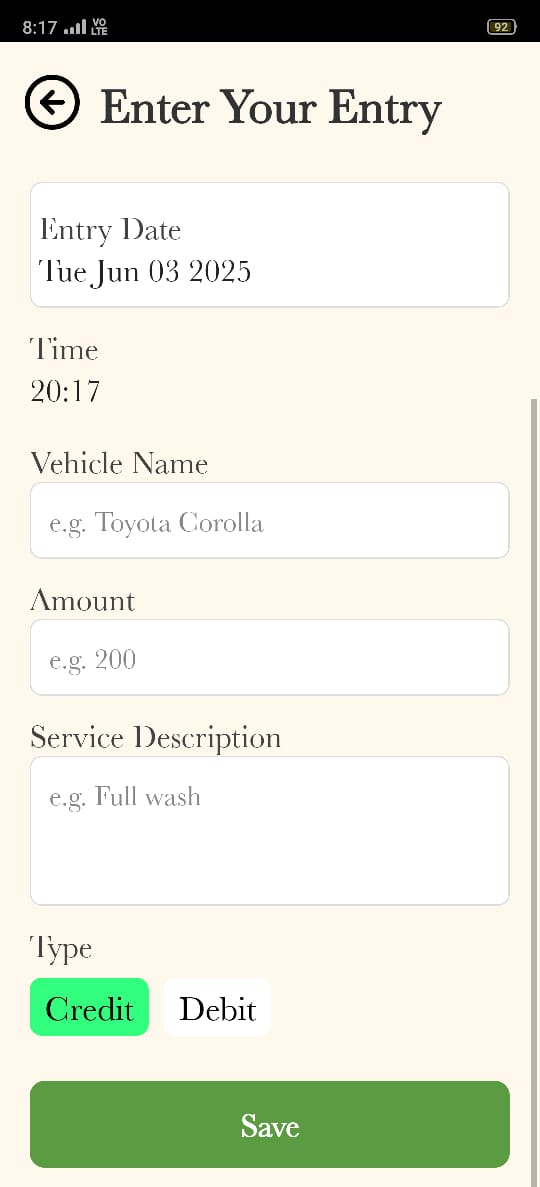 8:17 VO LTE 92
Enter Your Entry
Entry Date
Tue Jun 03 2025
Time
20:17
Vehicle Name
e.g. Toyota Corolla
Amount
e.g. 200
Service Description
e.g. Full wash
Type
Credit Debit
Save